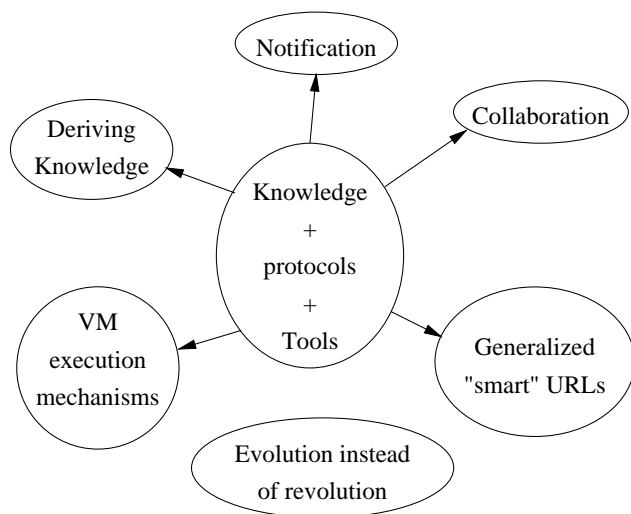 Notification
Collaboration
Deriving
Knowledge
Knowledge
+
protocols
+
Tools
VM
execution
mechanisms
Generalized
"smart" URLs
Evolution instead
of revolution